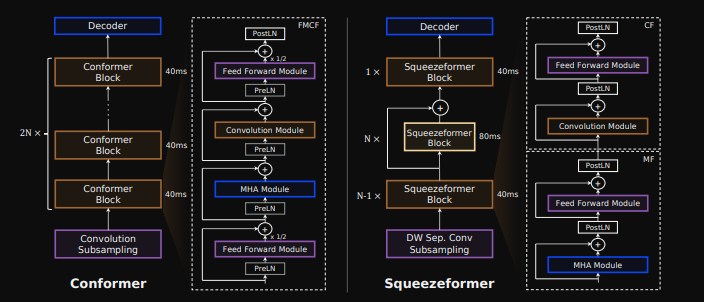 Decoder
Conformer
Block
40ms
2N ×
Conformer
Block
40ms
Conformer
Block
40ms
Convolution
Subsampling
Conformer
FMCF
PostLN
+
x 1/2
Feed Forward Module
PreLN
+
Convolution Module
PreLN
+
MHA Module
PreLN
+
x 1/2
Feed Forward Module
PreLN
Decoder
1 ×
Squeezeformer
Block
40ms
+
N ×
Squeezeformer
Block
80ms
N-1 ×
Squeezeformer
Block
40ms
DW Sep. Conv
Subsampling
Squeezeformer
CF
PostLN
+
Feed Forward Module
PostLN
+
Convolution Module
MF
PostLN
+
Feed Forward Module
PostLN
+
MHA Module